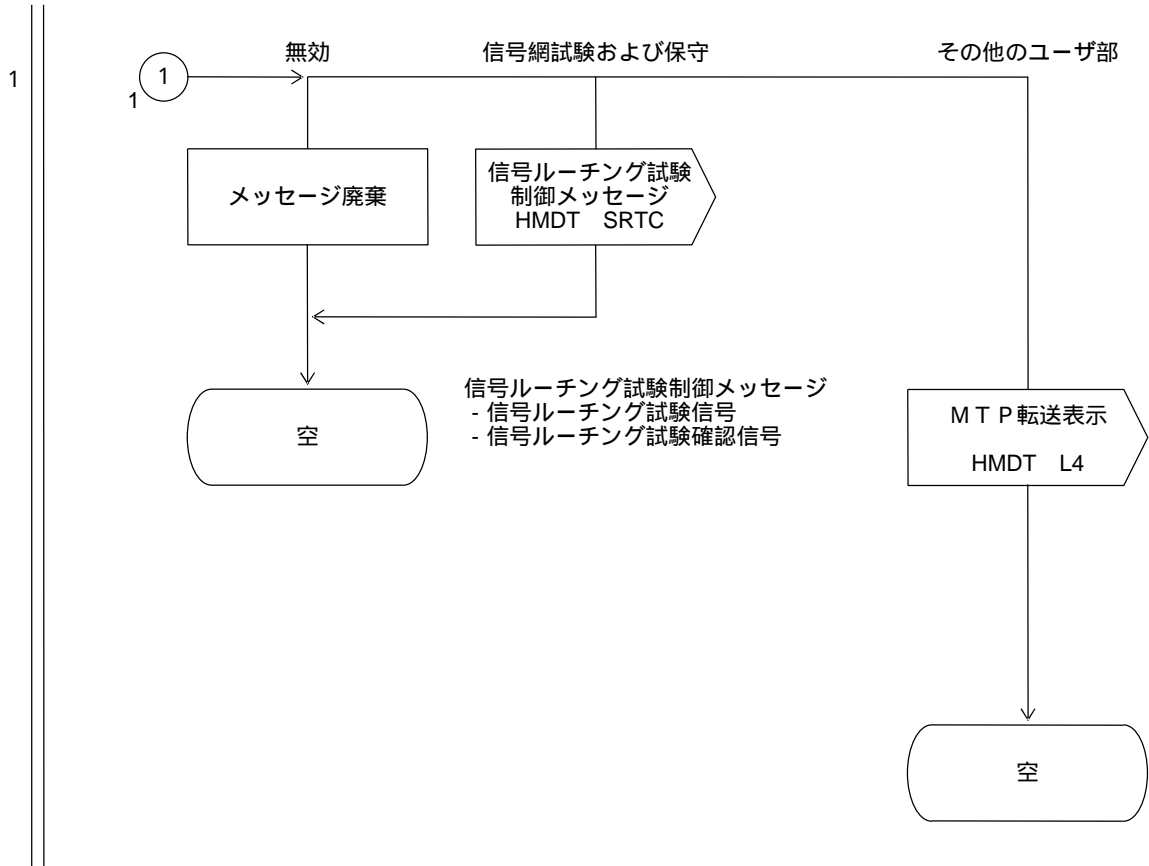 無効
信号網試験および保守
その他のユーザ部
1
1
1
メッセージ廃棄
信号ルーチング試験
制御メッセージ
HMDT SRTC
信号ルーチング試験制御メッセージ
- 信号ルーチング試験信号
- 信号ルーチング試験確認信号
空
ＭＴＰ転送表示
HMDT L4
空